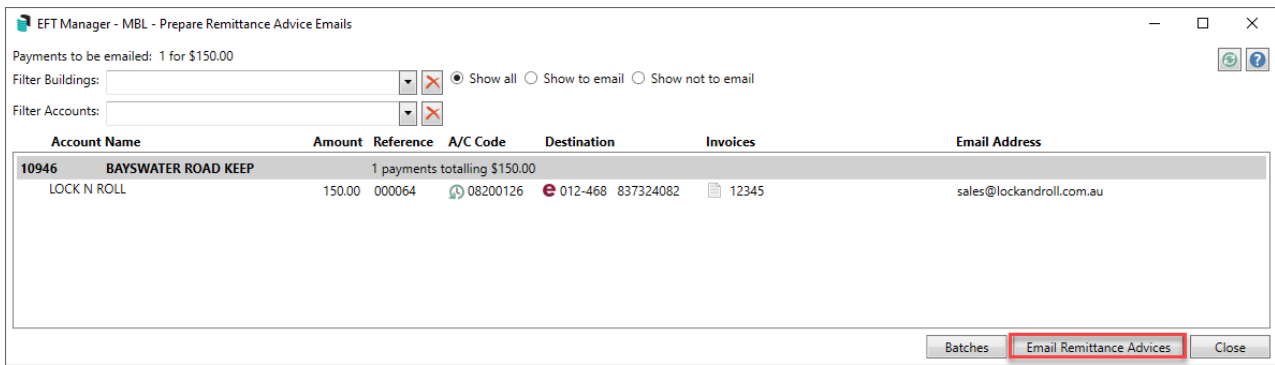 EFT Manager - MBL - Prepare Remittance Advice Emails
Payments to be emailed: 1 for $150.00
Filter Buildings: Show all Show to email Show not to email
Filter Accounts:
Account Name Amount Reference A/C Code Destination Invoices Email Address
10946 BAYSWATER ROAD KEEP 1 payments totalling $150.00
LOCK N ROLL 150.00 000064 08200126 e 012-468 837324082 12345 sales@lockandroll.com.au
Batches Email Remittance Advices Close